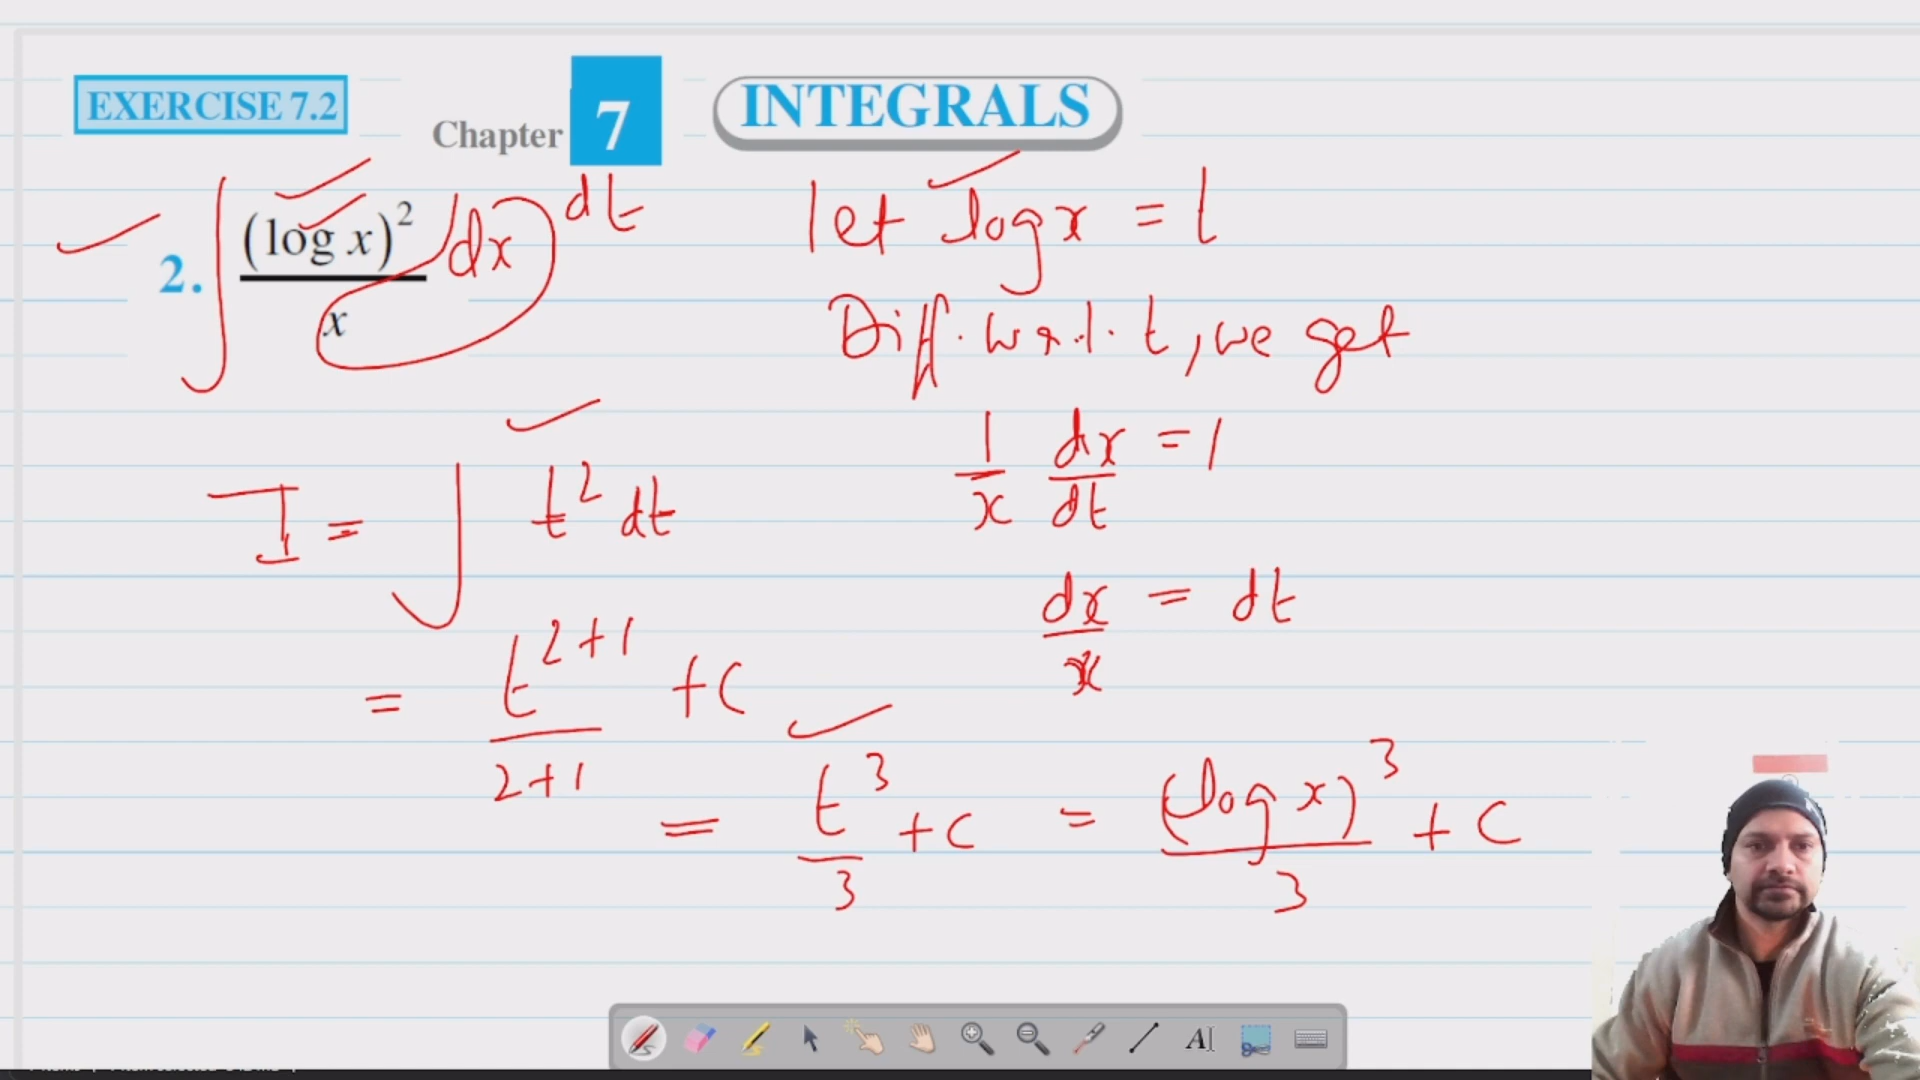 EXERCISE 7.2
Chapter 7 INTEGRALS
2. ∫ (log x)² / x dx dt
let log x = t
Diff. w.r.t. t, we get
1/x dx/dt = 1
dx/x = dt
I = ∫ t² dt
= t^(2+1) / (2+1) + C
= t³/3 + C = (log x)³/3 + C
AI